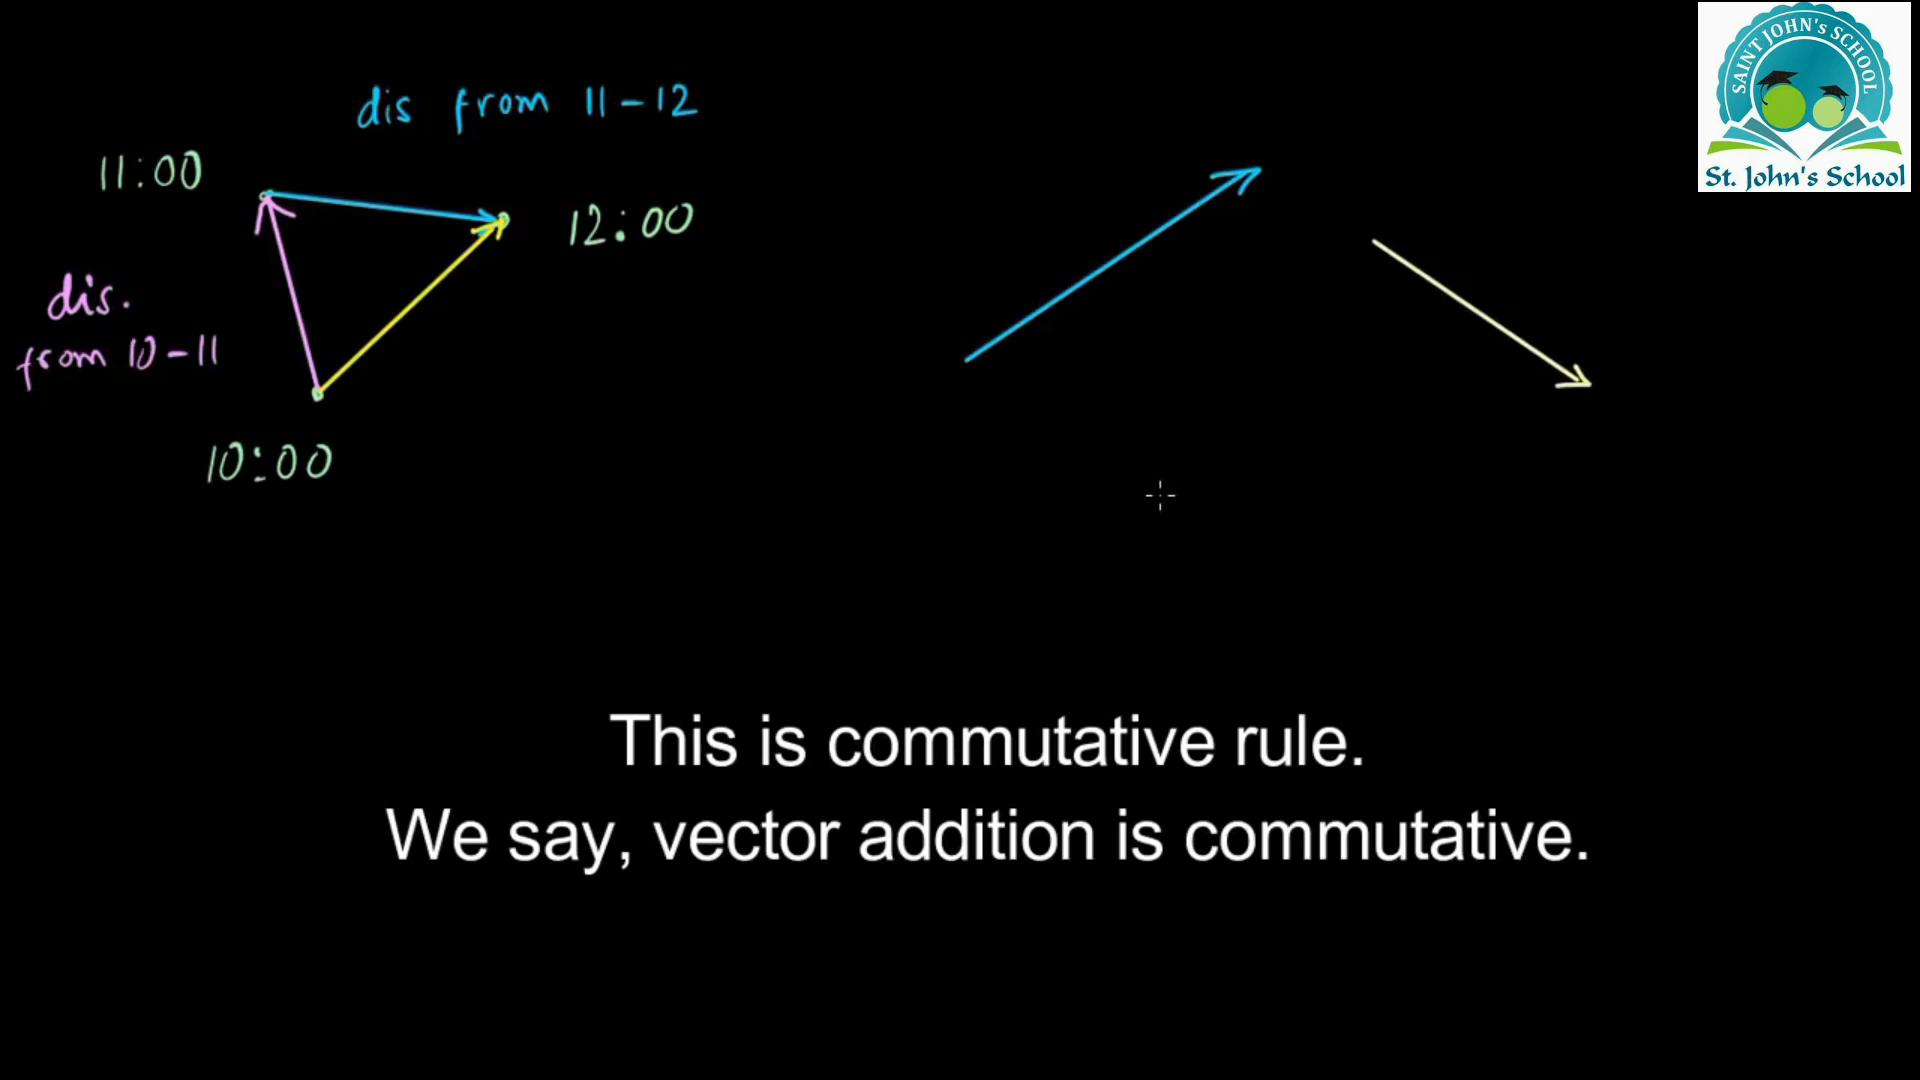 dis from 11-12
11:00
12:00
dis.
from 10-11
10:00
SAINT JOHN's SCHOOL
St. John's School
This is commutative rule.
We say, vector addition is commutative.